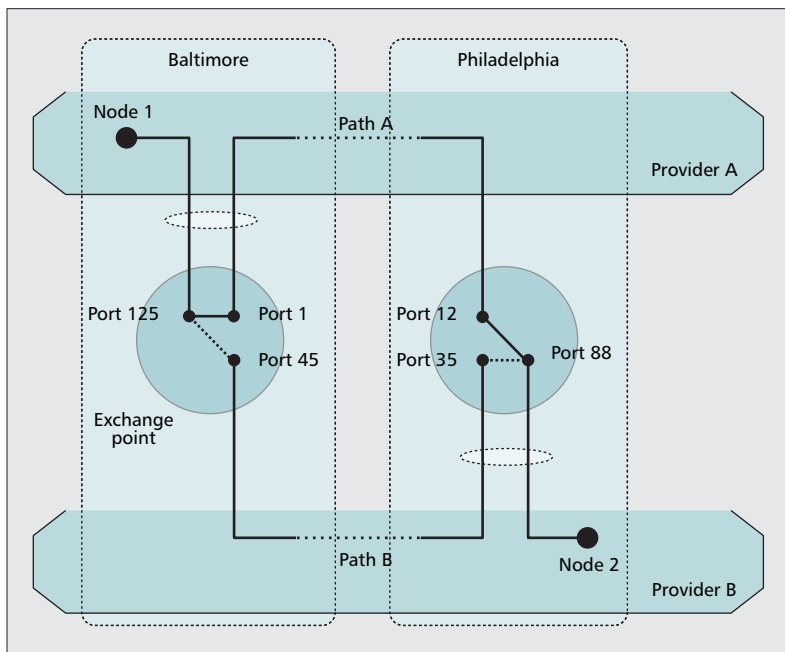 Baltimore
Philadelphia
Node 1
Path A
Provider A
Port 125
Port 1
Port 12
Port 45
Port 35
Port 88
Exchange
point
Path B
Node 2
Provider B